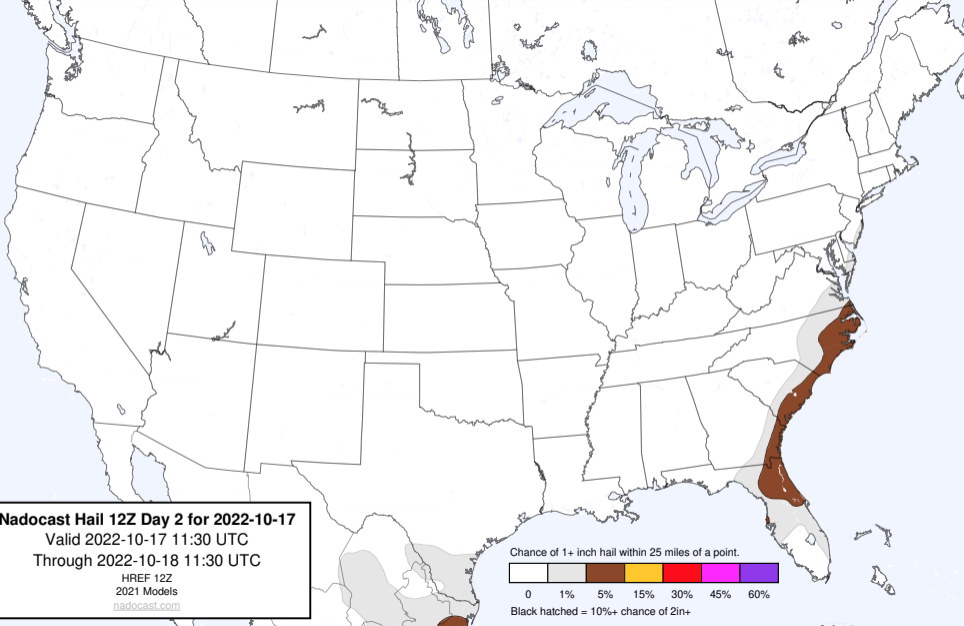 Nadocast Hail 12Z Day 2 for 2022-10-17
Valid 2022-10-17 11:30 UTC
Through 2022-10-18 11:30 UTC
HREF 12Z
2021 Models
nadocast.com
Chance of 1+ inch hail within 25 miles of a point.
0 1% 5% 15% 30% 45% 60%
Black hatched = 10%+ chance of 2in+